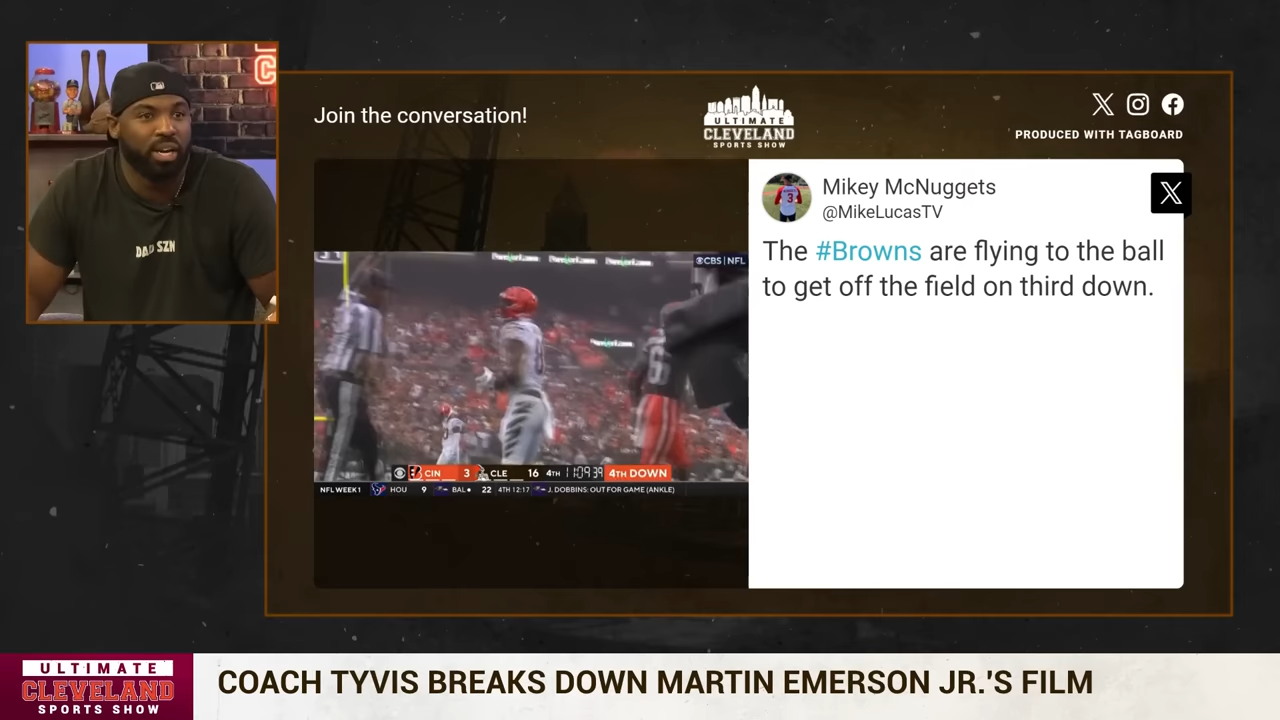 Join the conversation!
ULTIMATE
CLEVELAND
SPORTS SHOW
PRODUCED WITH TAGBOARD
DAD SZN
C
Mikey McNuggets
@MikeLucasTV
The #Browns are flying to the ball
to get off the field on third down.
CBS | NFL
3
CIN 3 CLE 16 4TH 4TH DOWN
NFL WEEK 1 HOU 9 BAL 22 4TH 12:17 J. DOBBINS: OUT FOR GAME (ANKLE)
ULTIMATE
CLEVELAND
SPORTS SHOW
COACH TYVIS BREAKS DOWN MARTIN EMERSON JR.'S FILM